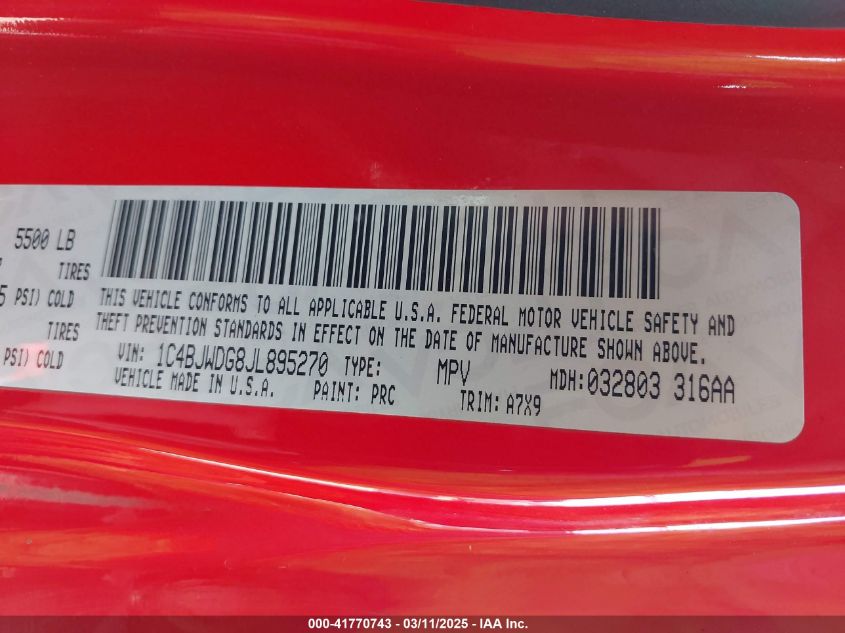 5500 LB
TIRES
5 PSI) COLD
TIRES
PSI) COLD
THIS VEHICLE CONFORMS TO ALL APPLICABLE U.S.A. FEDERAL MOTOR VEHICLE SAFETY AND
THEFT PREVENTION STANDARDS IN EFFECT ON THE DATE OF MANUFACTURE SHOWN ABOVE.
VIN: 1C4BJWDG8JL895270 TYPE: MPV MDH:032803 316AA
VEHICLE MADE IN U.S.A. PAINT: PRC TRIM: A7X9
000-41770743 - 03/11/2025 - IAA Inc.